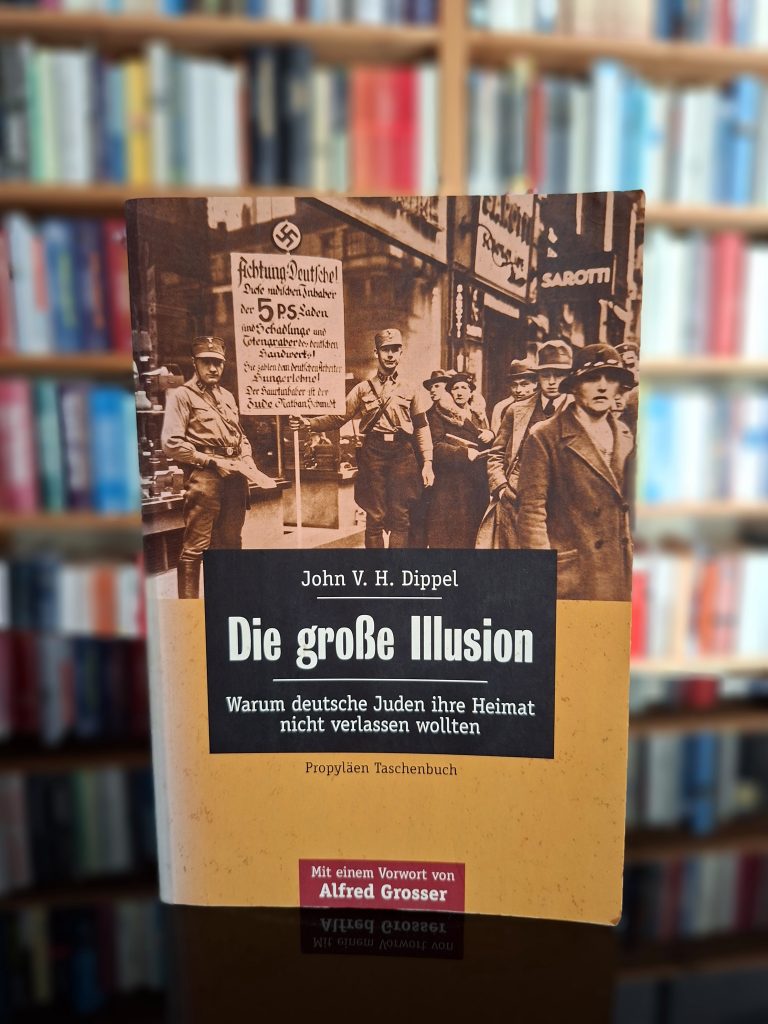 Achtung=Deutsche!
Diese jüdischen Inhaber
der 5 P.S. Läden
sind Schädlinge und
Totengräber des deutschen
Handwerks!
Sie zahlen dem deutschen Arbeiter
Hungerlöhne!
Der Hauptinhaber ist der
Jude Nathan Schmidt
SAROTTI
John V. H. Dippel
Die große Illusion
Warum deutsche Juden ihre Heimat
nicht verlassen wollten
Propyläen Taschenbuch
Mit einem Vorwort von
Alfred Grosser